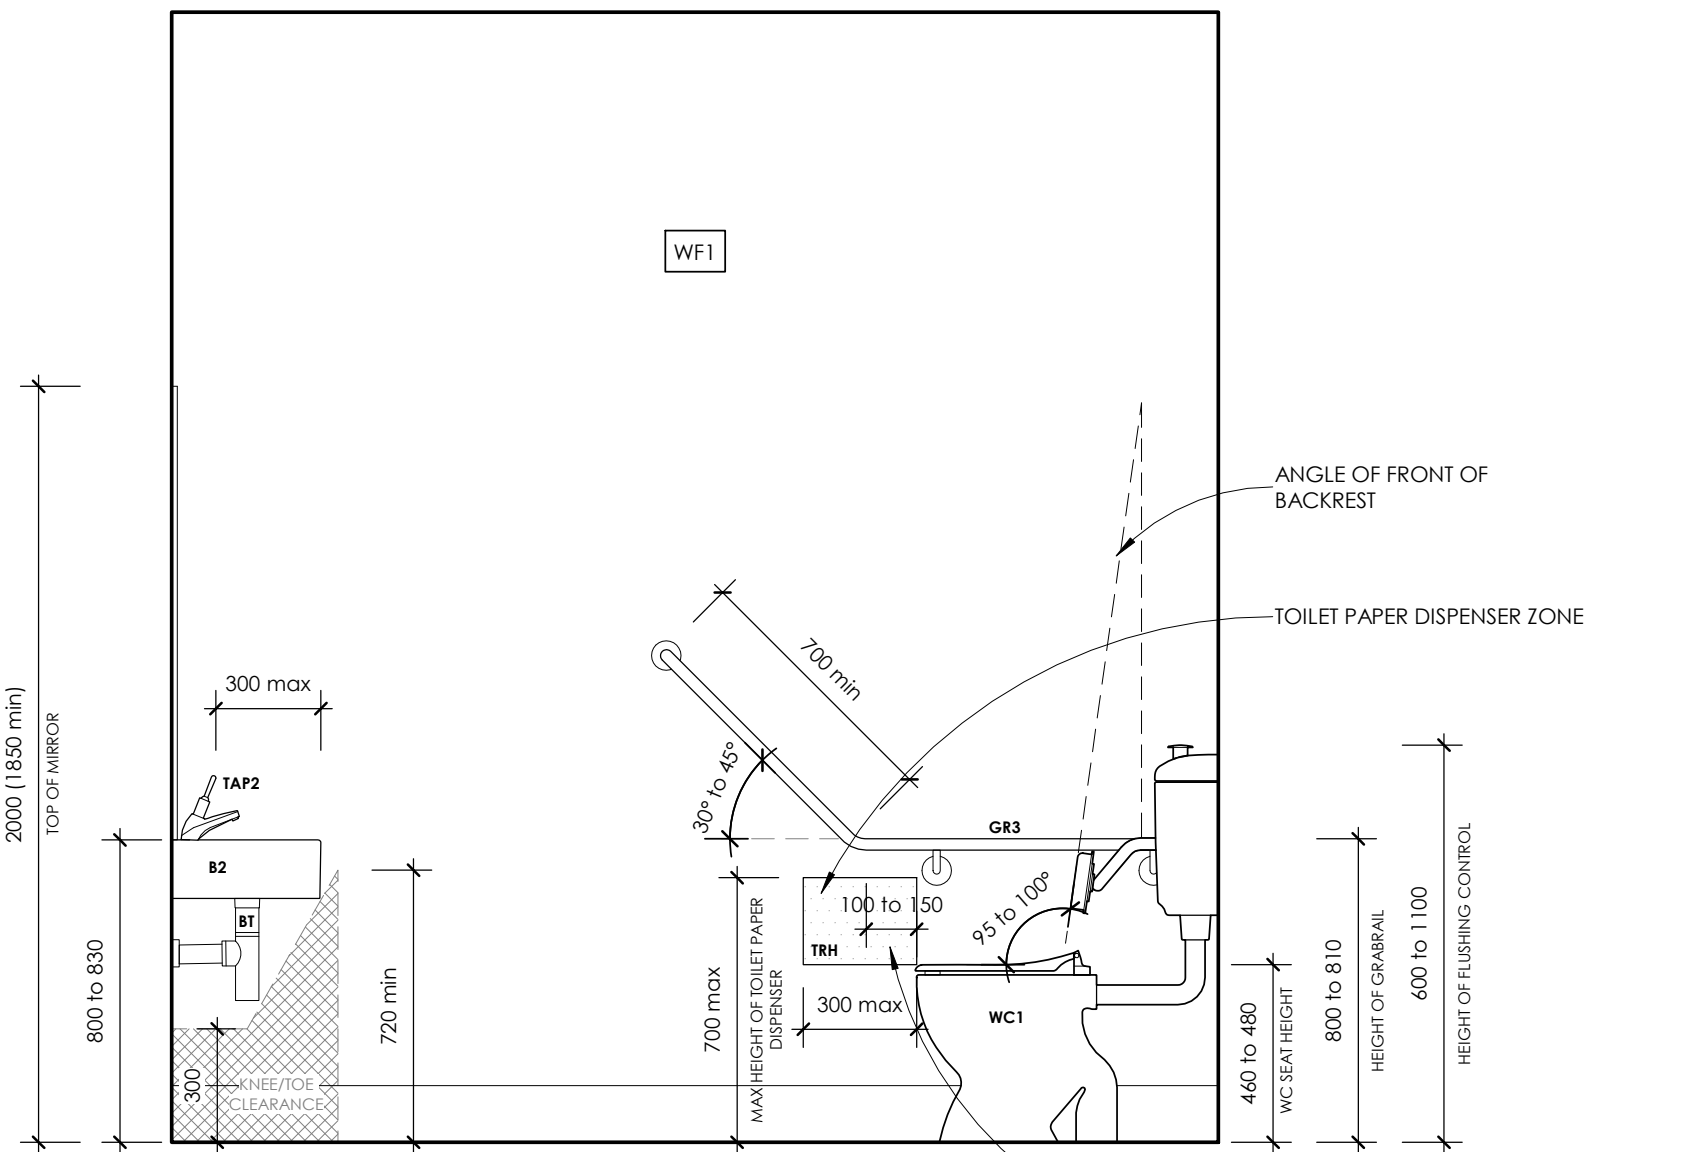 WF1
ANGLE OF FRONT OF
BACKREST
TOILET PAPER DISPENSER ZONE
700 min
300 max
2000 (1850 min)
TOP OF MIRROR
TAP2
30° to 45°
GR3
B2
BT
100 to 150
TRH
95 to 100°
800 to 830
720 min
700 max
MAX HEIGHT OF TOILET PAPER
DISPENSER
300 max
WC1
300
KNEE/TOE
CLEARANCE
460 to 480
WC SEAT HEIGHT
800 to 810
HEIGHT OF GRABRAIL
600 to 1100
HEIGHT OF FLUSHING CONTROL